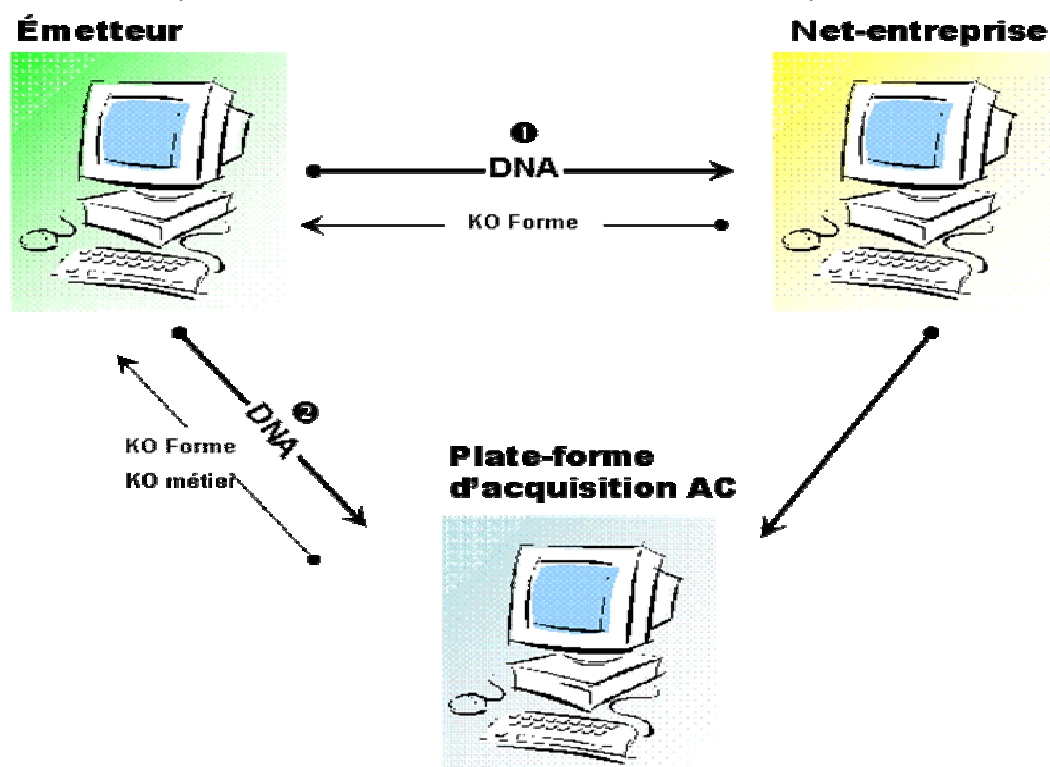 Émetteur
Net-entreprise
❶
DNA
KO Forme
❷
DNA
KO Forme
KO métier
Plate-forme
d'acquisition AC